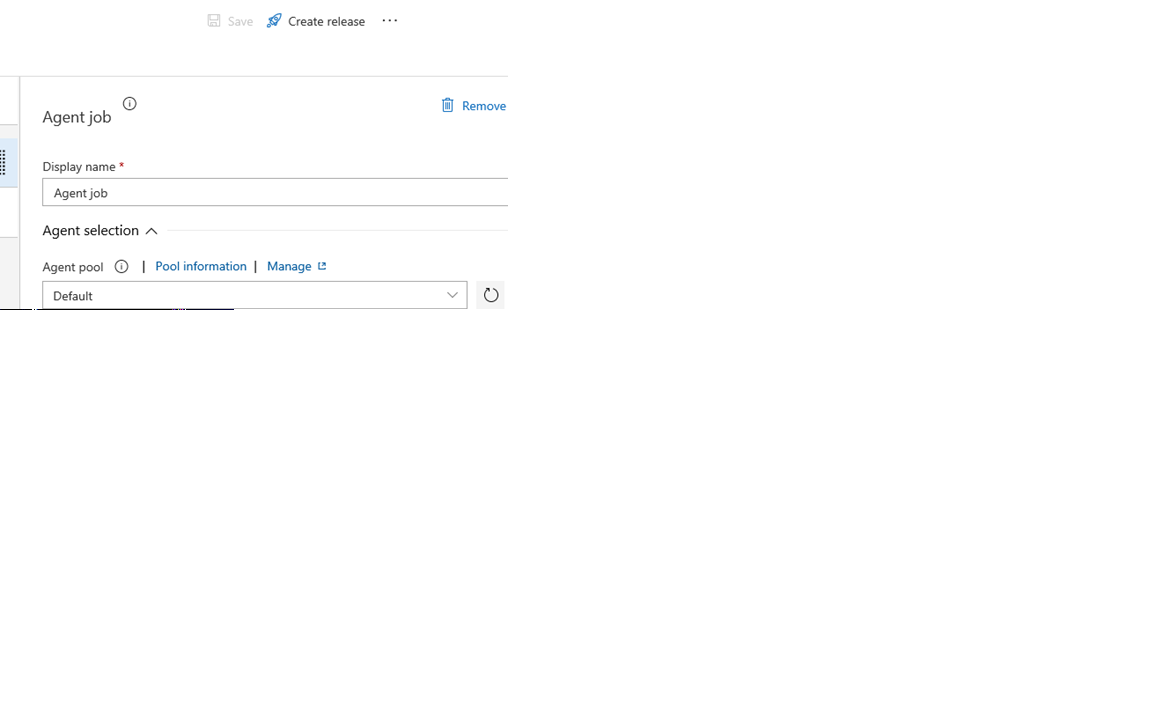 Save Create release ...
Agent job
Remove
Display name *
Agent job
Agent selection
Agent pool | Pool information | Manage
Default